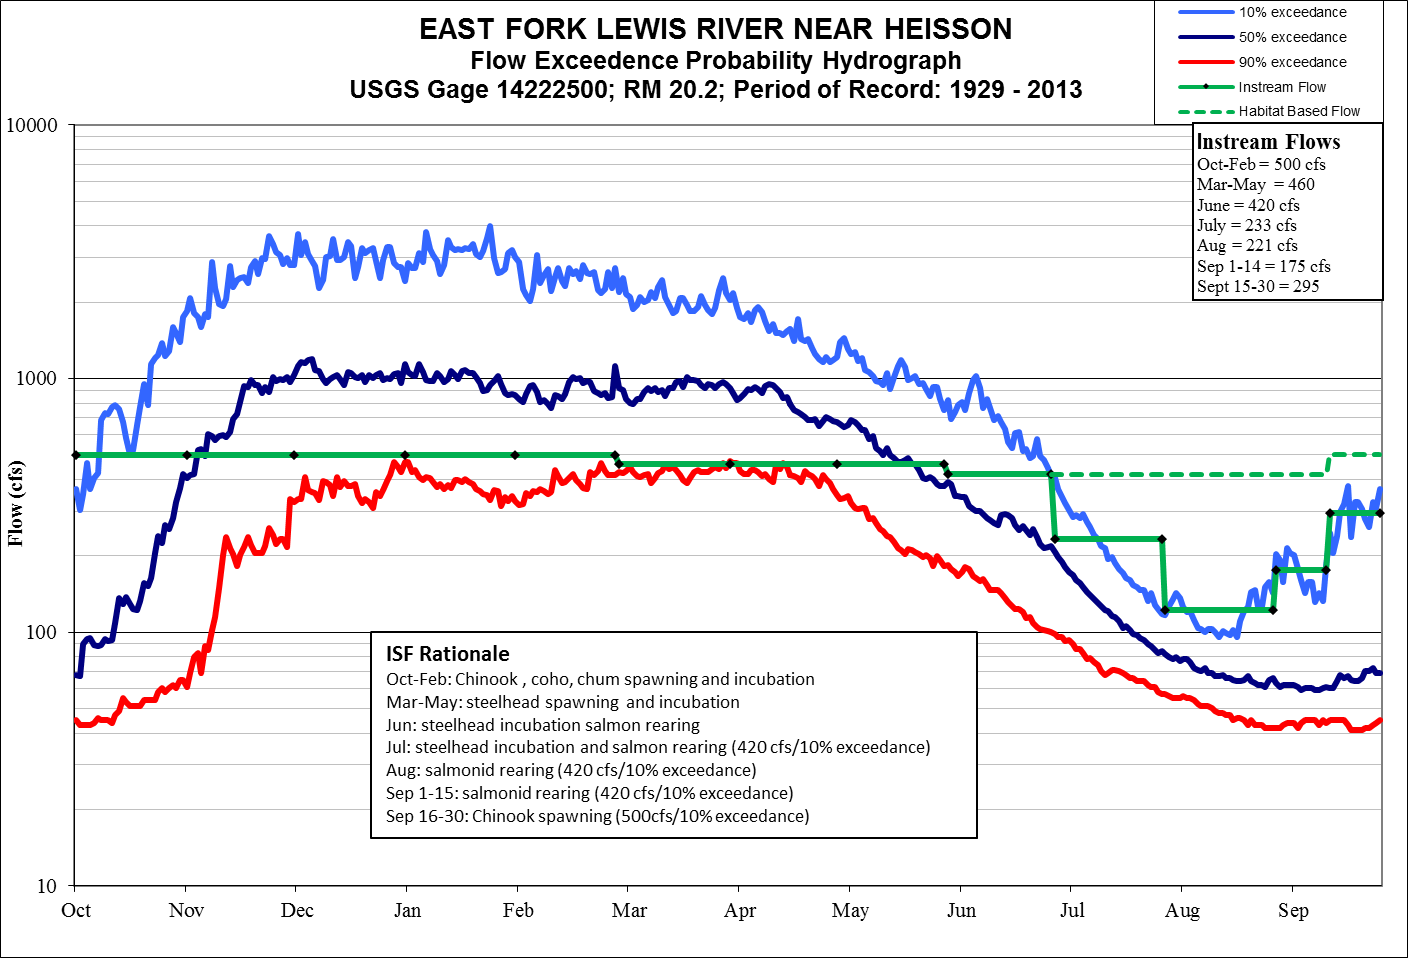 EAST FORK LEWIS RIVER NEAR HEISSON
Flow Exceedence Probability Hydrograph
USGS Gage 14222500; RM 20.2; Period of Record: 1929 - 2013
10% exceedance
50% exceedance
90% exceedance
Instream Flow
Habitat Based Flow
Instream Flows
Oct-Feb = 500 cfs
Mar-May = 460
June = 420 cfs
July = 233 cfs
Aug = 221 cfs
Sep 1-14 = 175 cfs
Sept 15-30 = 295
10000
1000
100
10
Flow (cfs)
ISF Rationale
Oct-Feb: Chinook , coho, chum spawning and incubation
Mar-May: steelhead spawning and incubation
Jun: steelhead incubation salmon rearing
Jul: steelhead incubation and salmon rearing (420 cfs/10% exceedance)
Aug: salmonid rearing (420 cfs/10% exceedance)
Sep 1-15: salmonid rearing (420 cfs/10% exceedance)
Sep 16-30: Chinook spawning (500cfs/10% exceedance)
Oct Nov Dec Jan Feb Mar Apr May Jun Jul Aug Sep